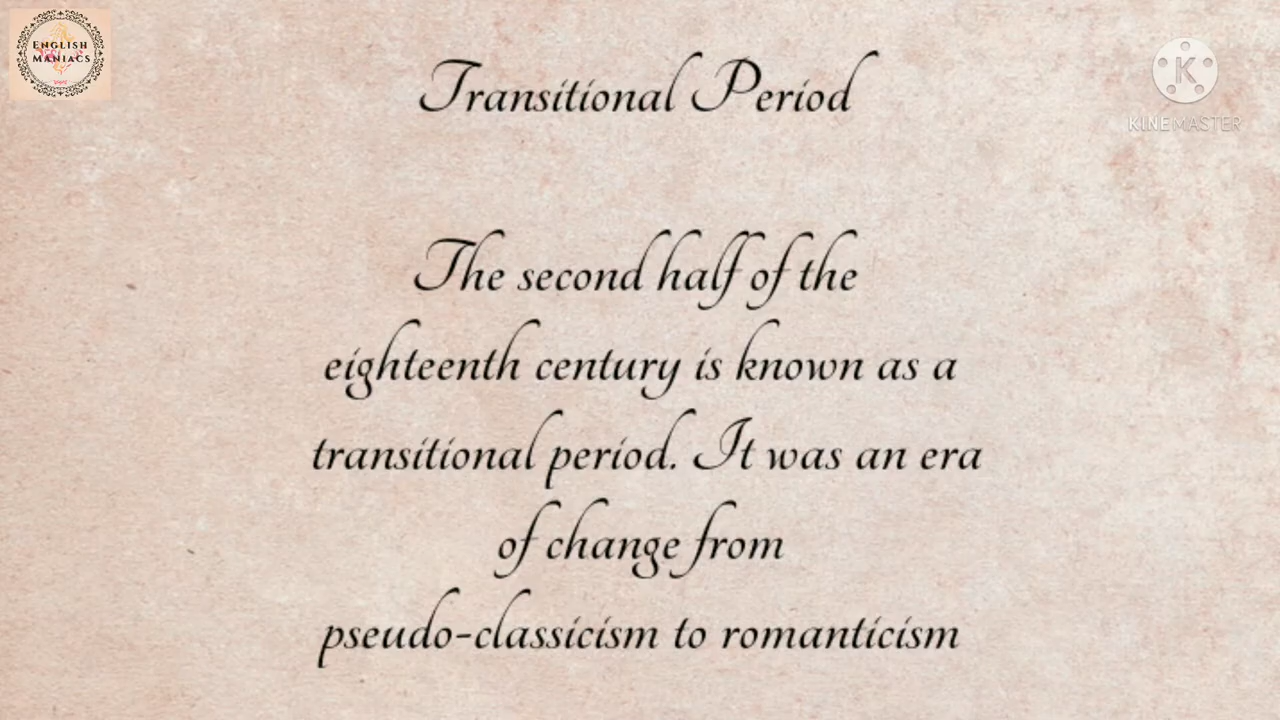 ENGLISH
MANIACS
KINEMASTER
Transitional Period
The second half of the
eighteenth century is known as a
transitional period. It was an era
of change from
pseudo-classicism to romanticism